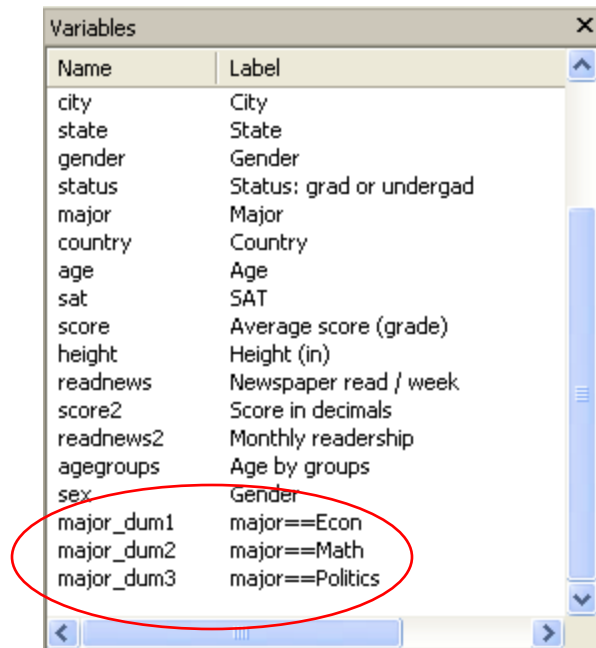 Variables
Name Label
city City
state State
gender Gender
status Status: grad or undergad
major Major
country Country
age Age
sat SAT
score Average score (grade)
height Height (in)
readnews Newspaper read / week
score2 Score in decimals
readnews2 Monthly readership
agegroups Age by groups
sex Gender
major_dum1 major==Econ
major_dum2 major==Math
major_dum3 major==Politics